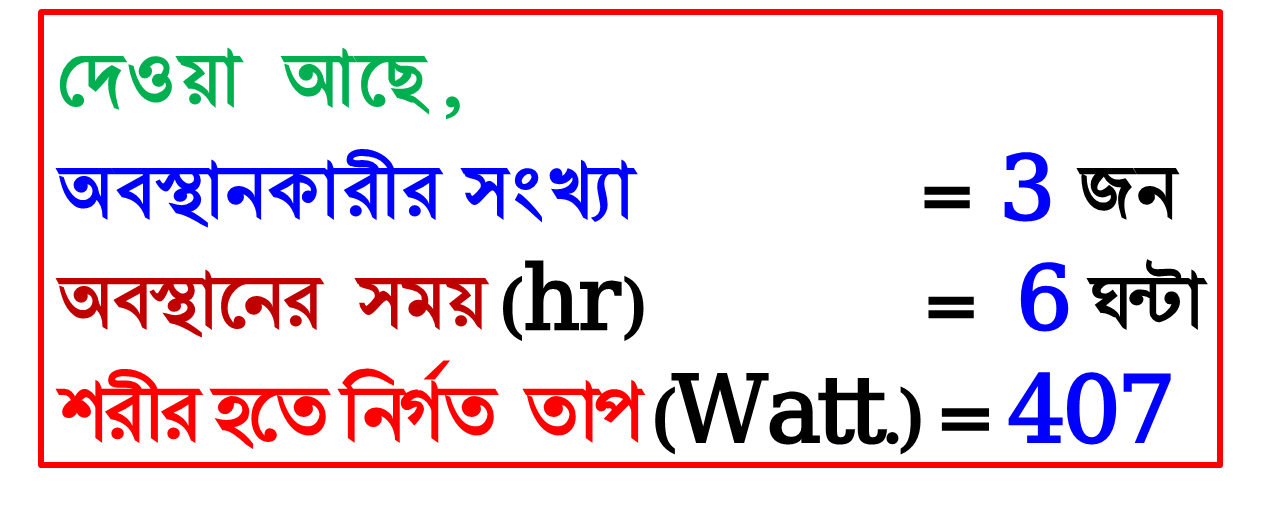 দেওয়া আছে,
অবস্থানকারীর সংখ্যা = 3 জন
অবস্থানের সময় (hr) = 6 ঘন্টা
শরীর হতে নির্গত তাপ (Watt.) = 407